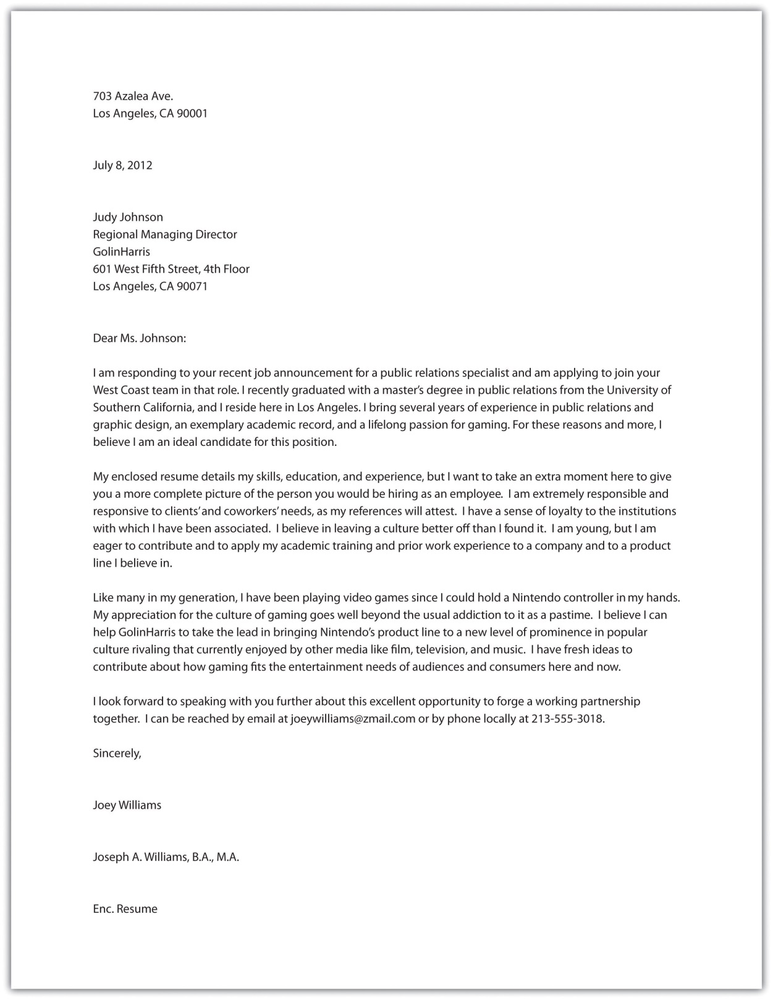 703 Azalea Ave.
Los Angeles, CA 90001
July 8, 2012
Judy Johnson
Regional Managing Director
GolinHarris
601 West Fifth Street, 4th Floor
Los Angeles, CA 90071
Dear Ms. Johnson:
I am responding to your recent job announcement for a public relations specialist and am applying to join your
West Coast team in that role. I recently graduated with a master’s degree in public relations from the University of
Southern California, and I reside here in Los Angeles. I bring several years of experience in public relations and
graphic design, an exemplary academic record, and a lifelong passion for gaming. For these reasons and more, I
believe I am an ideal candidate for this position.
My enclosed resume details my skills, education, and experience, but I want to take an extra moment here to give
you a more complete picture of the person you would be hiring as an employee.  I am extremely responsible and
responsive to clients’ and coworkers’ needs, as my references will attest.  I have a sense of loyalty to the institutions
with which I have been associated.  I believe in leaving a culture better off than I found it.  I am young, but I am
eager to contribute and to apply my academic training and prior work experience to a company and to a product
line I believe in.
Like many in my generation, I have been playing video games since I could hold a Nintendo controller in my hands.
My appreciation for the culture of gaming goes well beyond the usual addiction to it as a pastime.  I believe I can
help GolinHarris to take the lead in bringing Nintendo’s product line to a new level of prominence in popular
culture rivaling that currently enjoyed by other media like film, television, and music.  I have fresh ideas to
contribute about how gaming fits the entertainment needs of audiences and consumers here and now.
I look forward to speaking with you further about this excellent opportunity to forge a working partnership
together.  I can be reached by email at joeywilliams@zmail.com or by phone locally at 213-555-3018.
Sincerely,
Joey Williams
Joseph A. Williams, B.A., M.A.
Enc. Resume